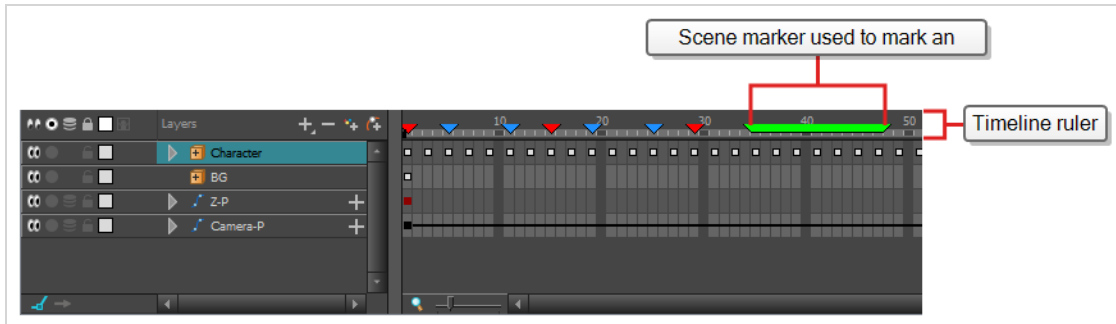 Scene marker used to mark an
Layers
10 20 30 40 50
Timeline ruler
Character
BG
Z-P
Camera-P